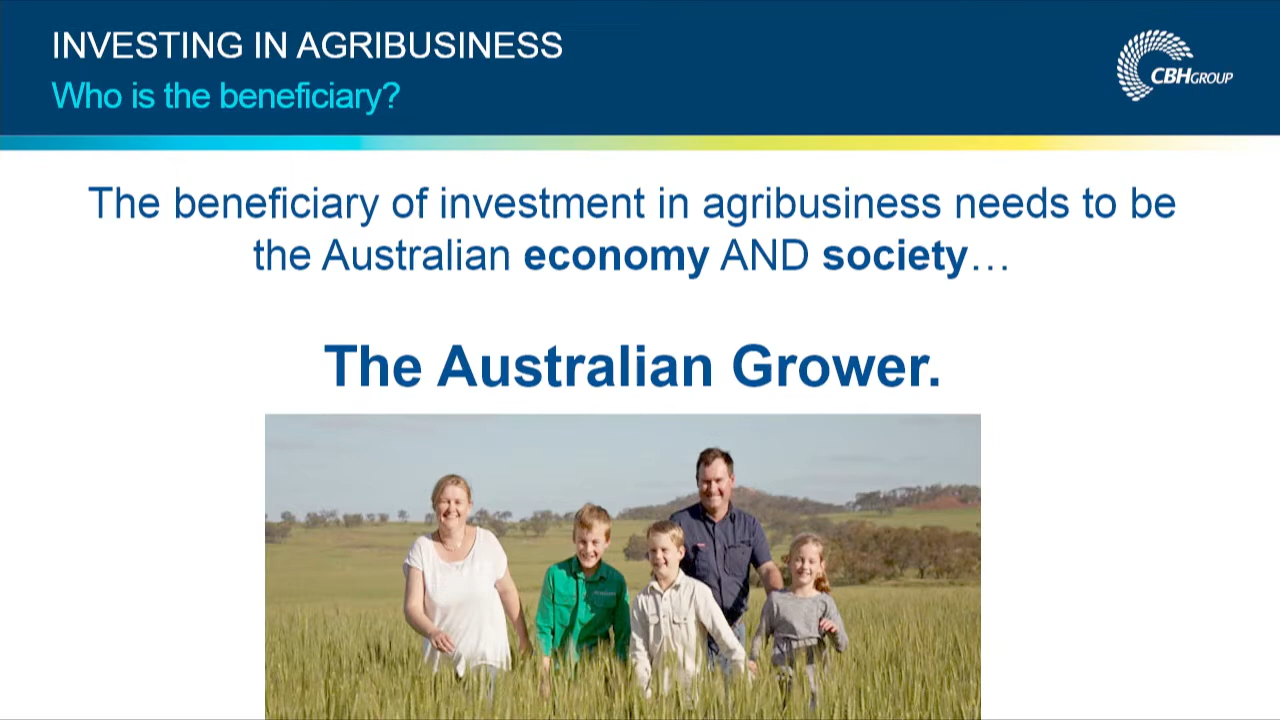 INVESTING IN AGRIBUSINESS
Who is the beneficiary?
CBHGROUP
The beneficiary of investment in agribusiness needs to be
the Australian economy AND society…
The Australian Grower.